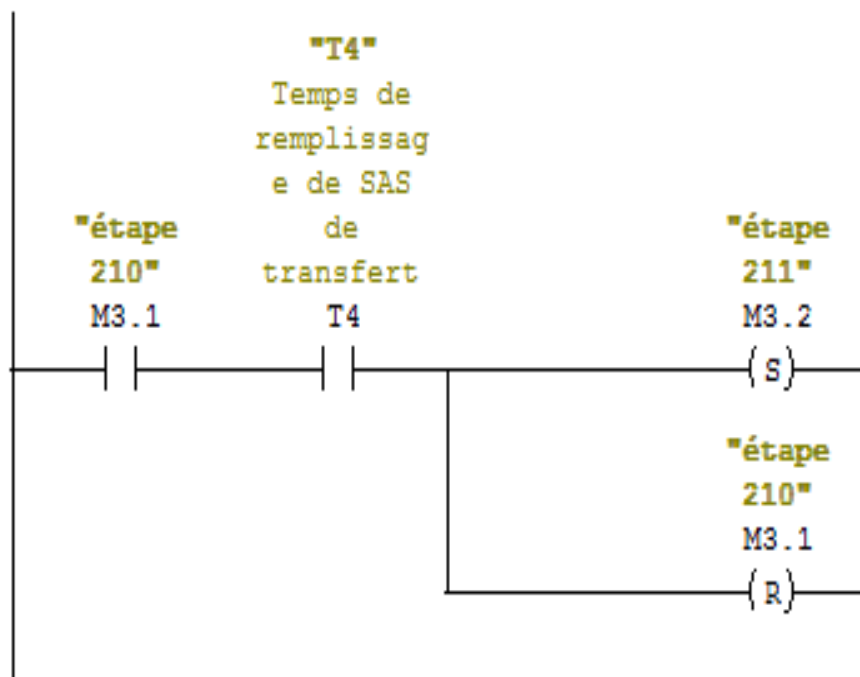 "T4"
Temps de
remplissag
e de SAS
de
transfert
T4
"étape
210"
M3.1
"étape
211"
M3.2
S
"étape
210"
M3.1
R